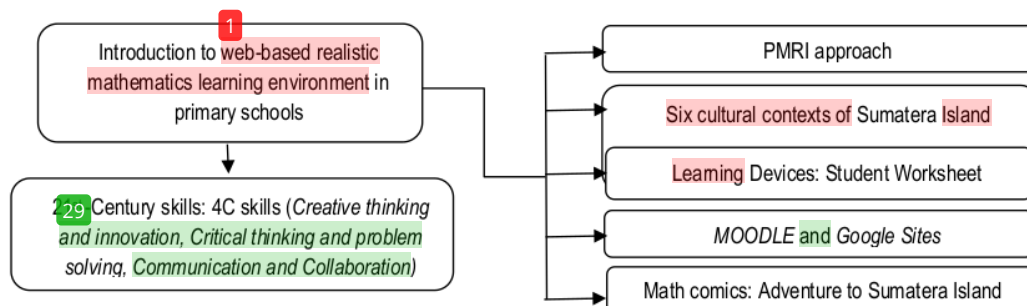 1
Introduction to web-based realistic
mathematics learning environment in
primary schools
29
-Century skills: 4C skills (Creative thinking
and innovation, Critical thinking and problem
solving, Communication and Collaboration)
PMRI approach
Six cultural contexts of Sumatera Island
Learning Devices: Student Worksheet
MOODLE and Google Sites
Math comics: Adventure to Sumatera Island